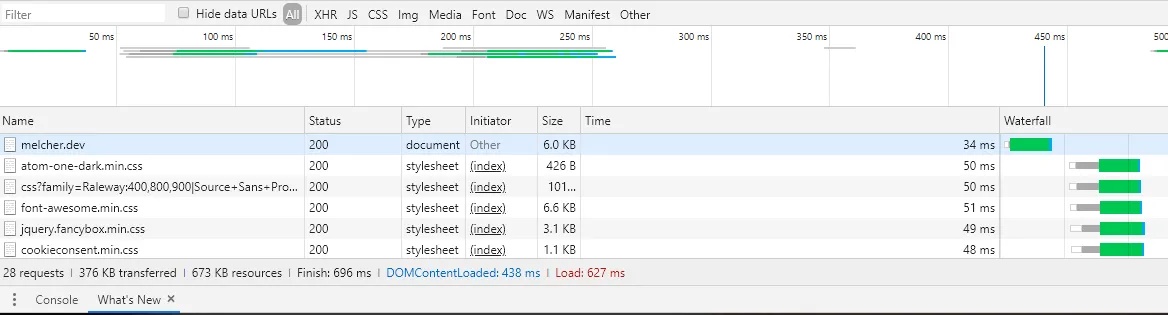 Filter Hide data URLs All XHR JS CSS Img Media Font Doc WS Manifest Other
50 ms 100 ms 150 ms 200 ms 250 ms 300 ms 350 ms 400 ms 450 ms 500
Name Status Type Initiator Size Time Waterfall
melcher.dev 200 document Other 6.0 KB 34 ms
atom-one-dark.min.css 200 stylesheet (index) 426 B 50 ms
css?family=Raleway:400,800,900|Source+Sans+Pro... 200 stylesheet (index) 101... 50 ms
font-awesome.min.css 200 stylesheet (index) 6.6 KB 51 ms
jquery.fancybox.min.css 200 stylesheet (index) 3.1 KB 49 ms
cookieconsent.min.css 200 stylesheet (index) 1.1 KB 48 ms
28 requests | 376 KB transferred | 673 KB resources | Finish: 696 ms | DOMContentLoaded: 438 ms | Load: 627 ms
Console What's New ×